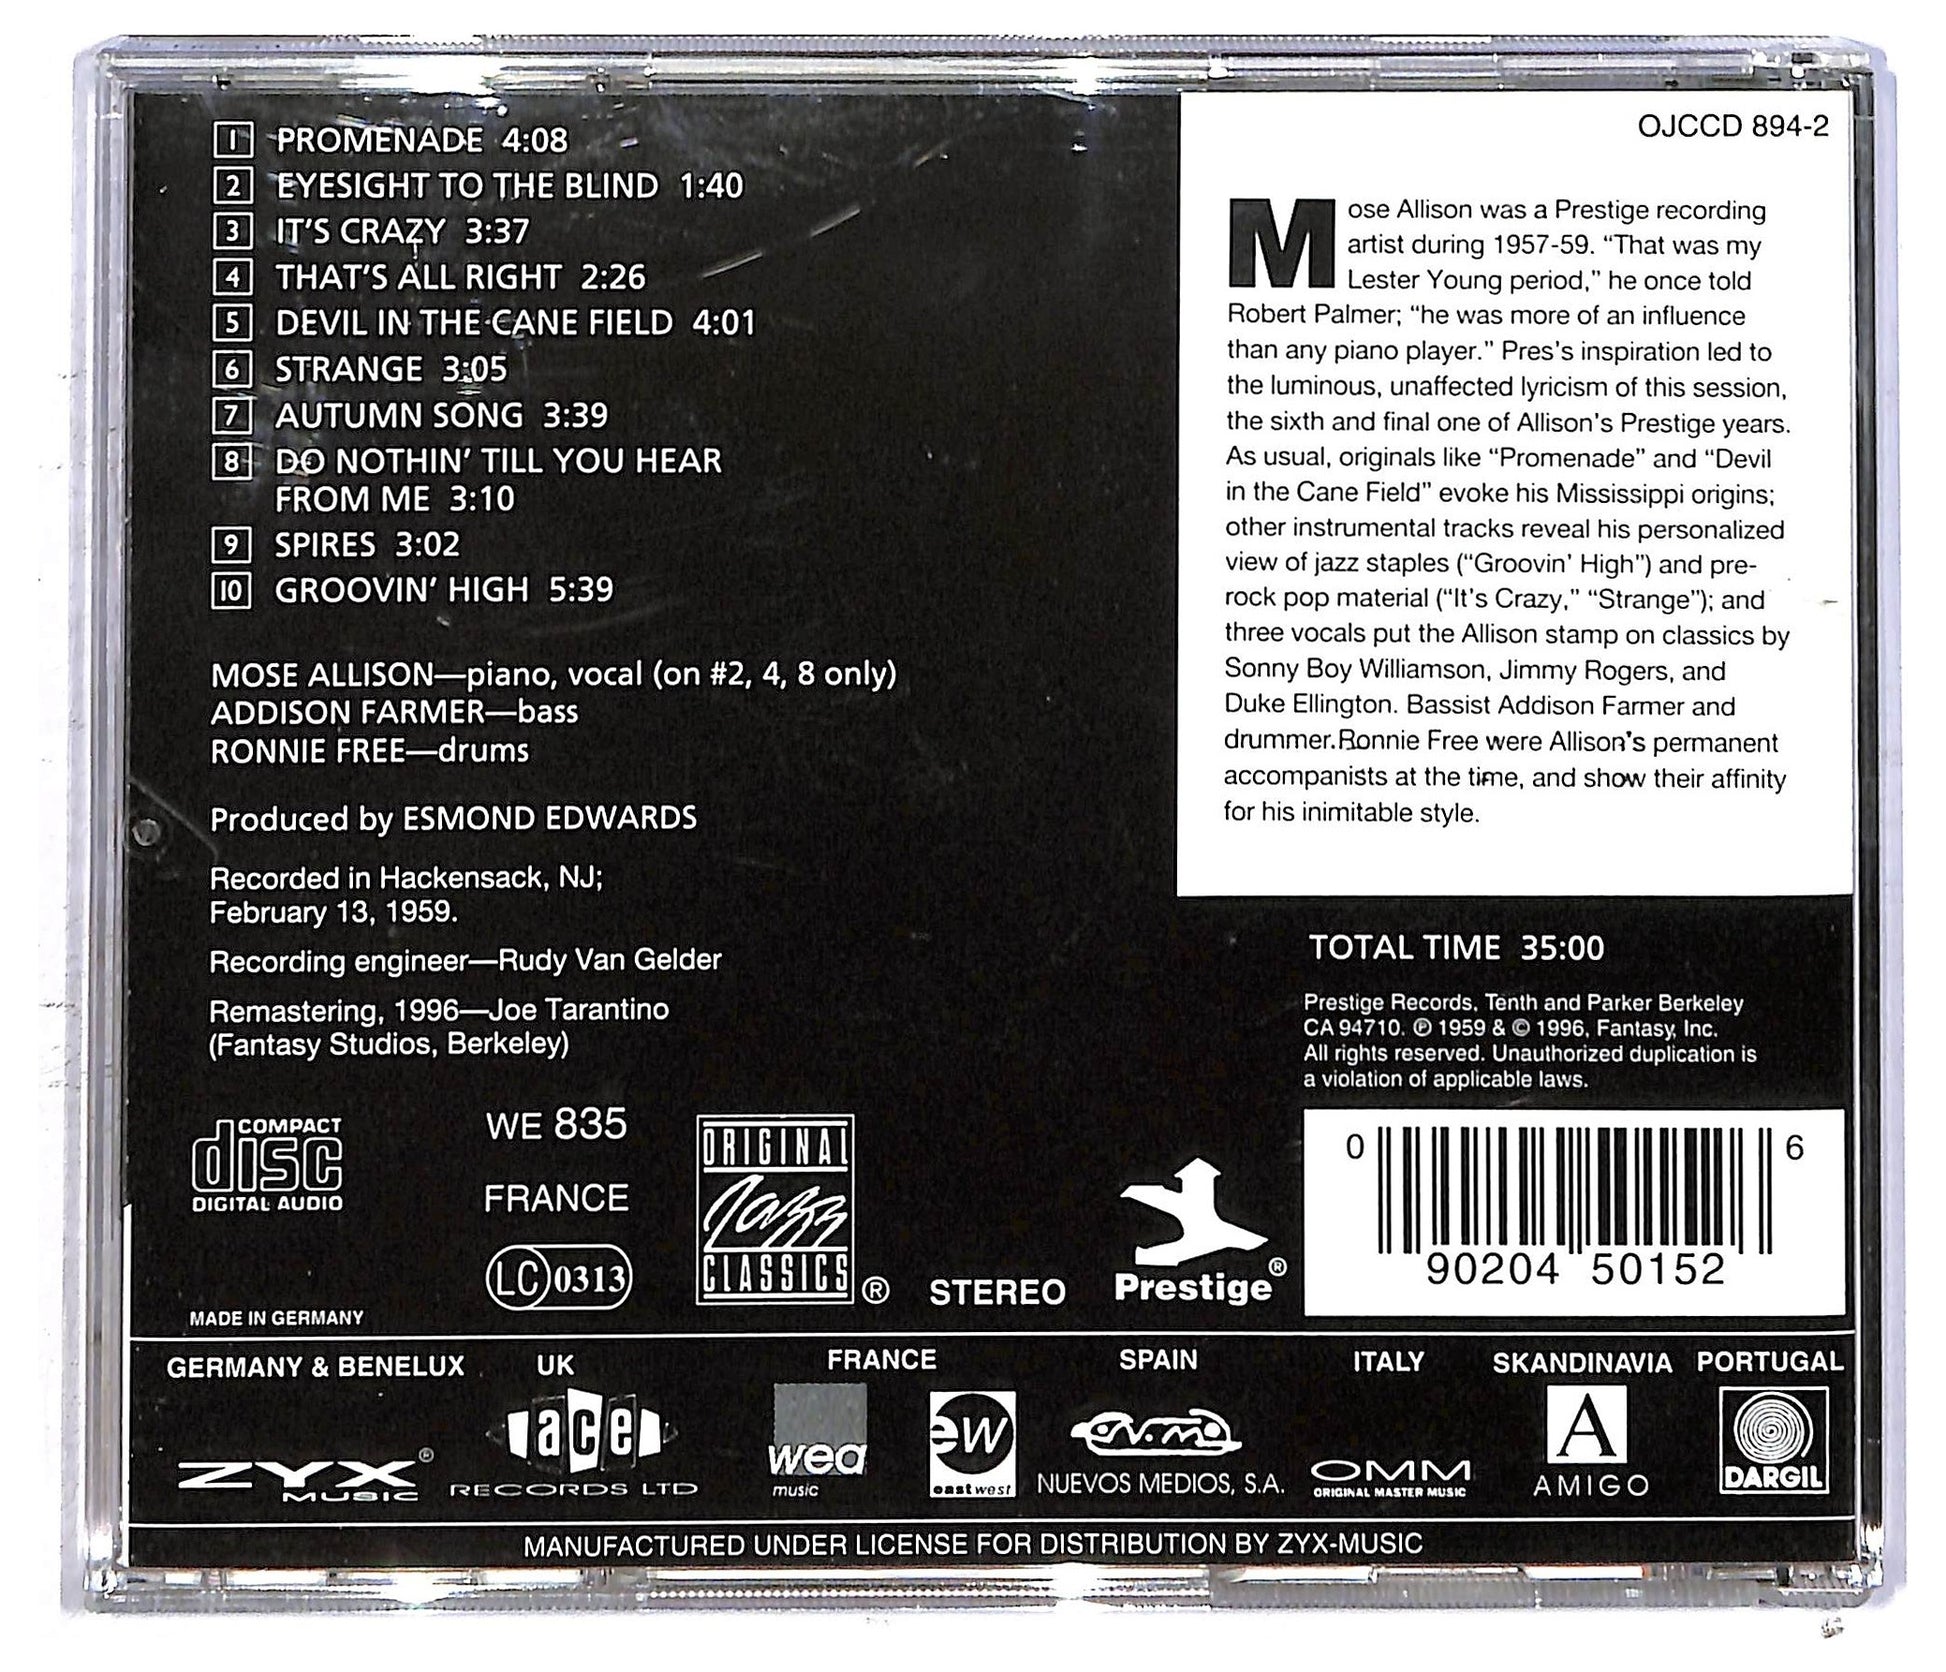 1 PROMENADE 4:08
2 EYESIGHT TO THE BLIND 1:40
3 IT'S CRAZY 3:37
4 THAT'S ALL RIGHT 2:26
5 DEVIL IN THE CANE FIELD 4:01
6 STRANGE 3:05
7 AUTUMN SONG 3:39
8 DO NOTHIN' TILL YOU HEAR
FROM ME 3:10
9 SPIRES 3:02
10 GROOVIN' HIGH 5:39
MOSE ALLISON—piano, vocal (on #2, 4, 8 only)
ADDISON FARMER—bass
RONNIE FREE—drums
Produced by ESMOND EDWARDS
Recorded in Hackensack, NJ;
February 13, 1959.
Recording engineer—Rudy Van Gelder
Remastering, 1996—Joe Tarantino
(Fantasy Studios, Berkeley)
OJCCD 894-2
Mose Allison was a Prestige recording
artist during 1957-59. “That was my
Lester Young period,” he once told
Robert Palmer; “he was more of an influence
than any piano player.” Pres's inspiration led to
the luminous, unaffected lyricism of this session,
the sixth and final one of Allison's Prestige years.
As usual, originals like “Promenade” and “Devil
in the Cane Field” evoke his Mississippi origins;
other instrumental tracks reveal his personalized
view of jazz staples (“Groovin' High”) and pre-
rock pop material (“It's Crazy,” “Strange”); and
three vocals put the Allison stamp on classics by
Sonny Boy Williamson, Jimmy Rogers, and
Duke Ellington. Bassist Addison Farmer and
drummer Ronnie Free were Allison's permanent
accompanists at the time, and show their affinity
for his inimitable style.
TOTAL TIME 35:00
Prestige Records, Tenth and Parker Berkeley
CA 94710. ℗ 1959 & © 1996, Fantasy, Inc.
All rights reserved. Unauthorized duplication is
a violation of applicable laws.
COMPACT
disc
DIGITAL AUDIO
MADE IN GERMANY
WE 835
FRANCE
LC 0313
ORIGINAL
Jazz
CLASSICS ®
STEREO
Prestige®
0 90204 50152 6
GERMANY & BENELUX UK FRANCE SPAIN ITALY SKANDINAVIA PORTUGAL
ZYX®
MUSIC
ace
RECORDS LTD
wea
music
ew
eastwest
n.m.
NUEVOS MEDIOS, S.A.
OMM
ORIGINAL MASTER MUSIC
A
AMIGO
DARGIL
MANUFACTURED UNDER LICENSE FOR DISTRIBUTION BY ZYX-MUSIC